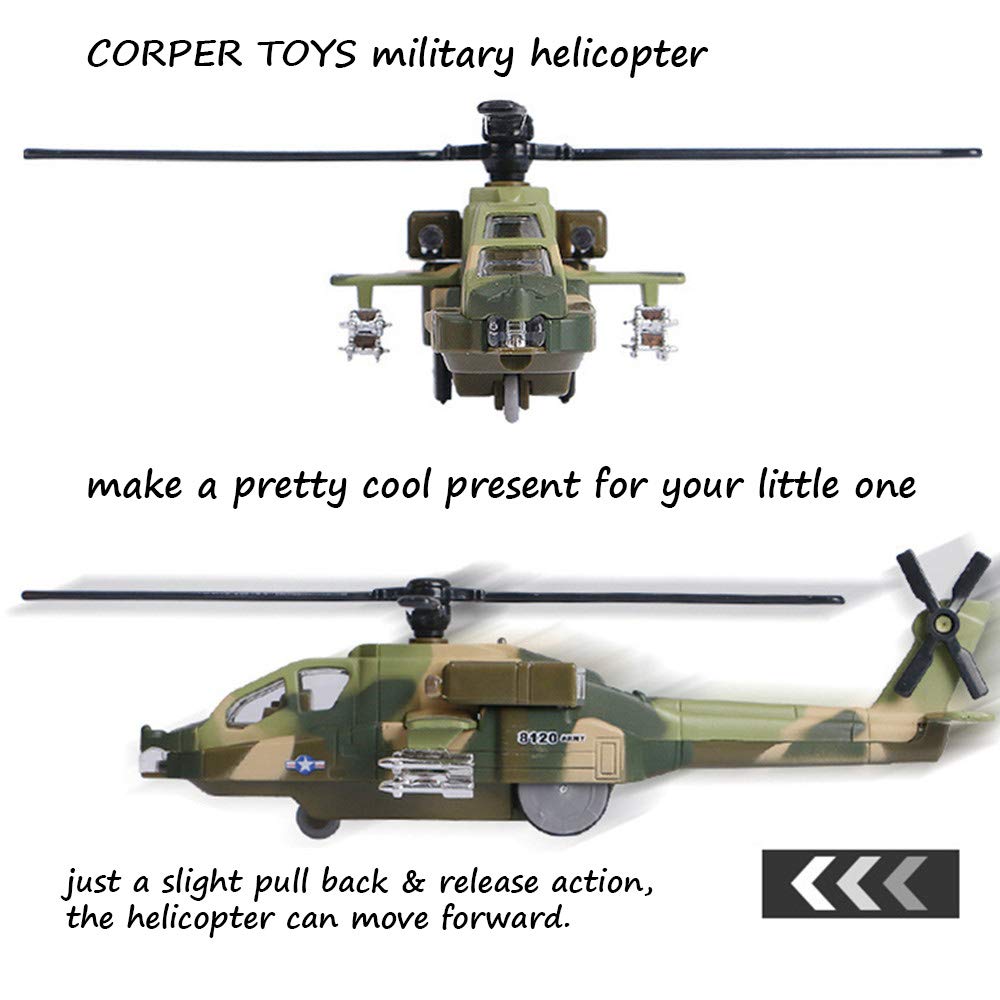 CORPER TOYS military helicopter
make a pretty cool present for your little one
8120 ARMY
just a slight pull back & release action,
the helicopter can move forward.